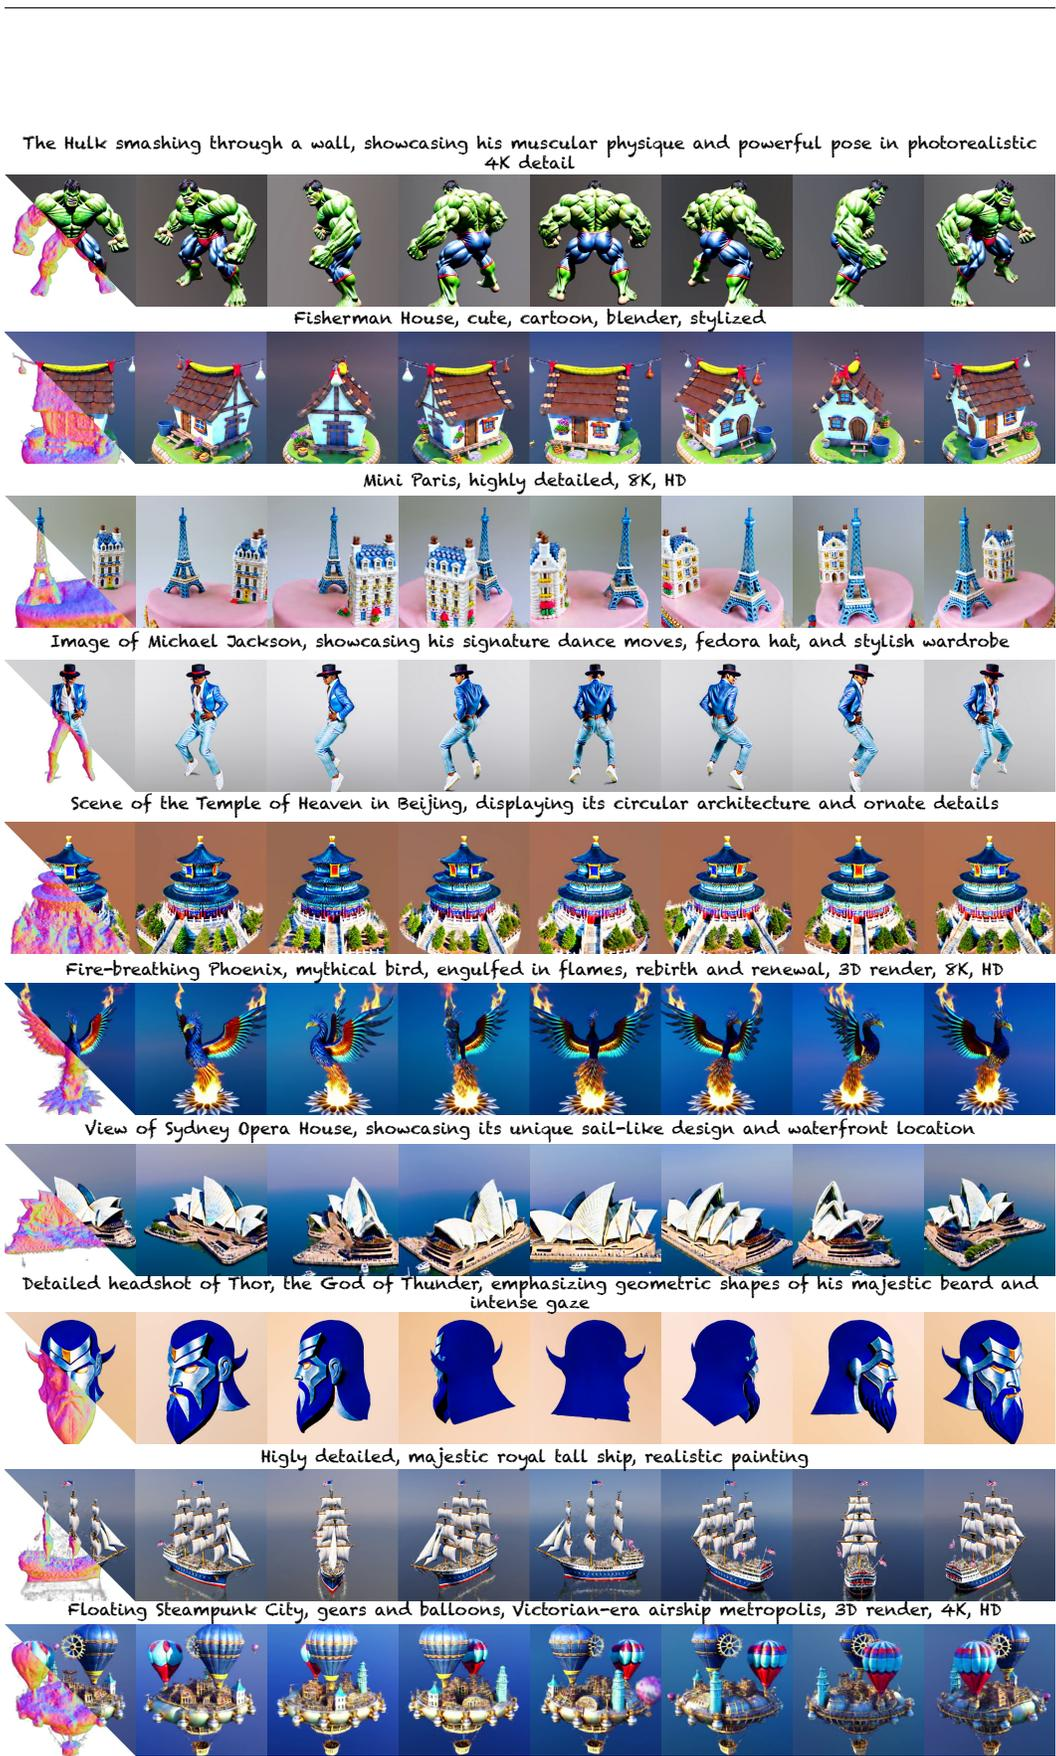 The Hulk smashing through a wall, showcasing his muscular physique and powerful pose in photorealistic
4K detail
Fisherman House, cute, cartoon, blender, stylized
Mini Paris, highly detailed, 8K, HD
Image of Michael Jackson, showcasing his signature dance moves, fedora hat, and stylish wardrobe
Scene of the Temple of Heaven in Beijing, displaying its circular architecture and ornate details
Fire-breathing Phoenix, mythical bird, engulfed in flames, rebirth and renewal, 3D render, 8K, HD
View of Sydney Opera House, showcasing its unique sail-like design and waterfront location
Detailed headshot of Thor, the God of Thunder, emphasizing geometric shapes of his majestic beard and
intense gaze
Higly detailed, majestic royal tall ship, realistic painting
Floating Steampunk City, gears and balloons, Victorian-era airship metropolis, 3D render, 4K, HD